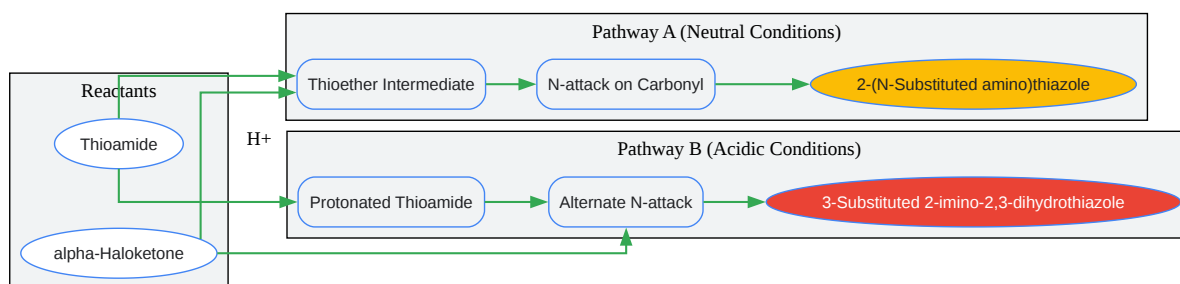 Pathway A (Neutral Conditions)
Reactants
Thioether Intermediate
N-attack on Carbonyl
2-(N-Substituted amino)thiazole
Thioamide
H+
Pathway B (Acidic Conditions)
Protonated Thioamide
Alternate N-attack
3-Substituted 2-imino-2,3-dihydrothiazole
alpha-Haloketone